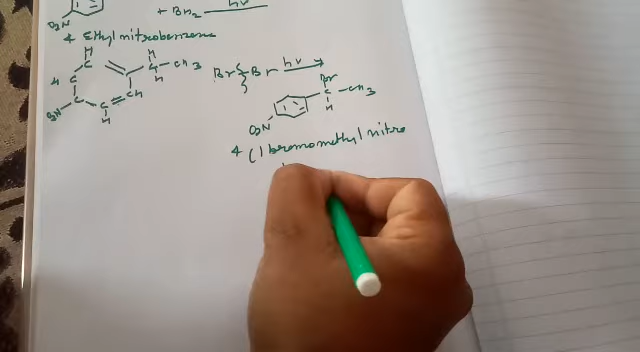 O₂N + Br₂ hν
4 Ethyl nitrobenzene
H H
C C – CH₃
H C H Br } Br hν
C CH Br
O₂N C C – CH₃
H H
O₂N
4 (1 bromomethyl nitro
b